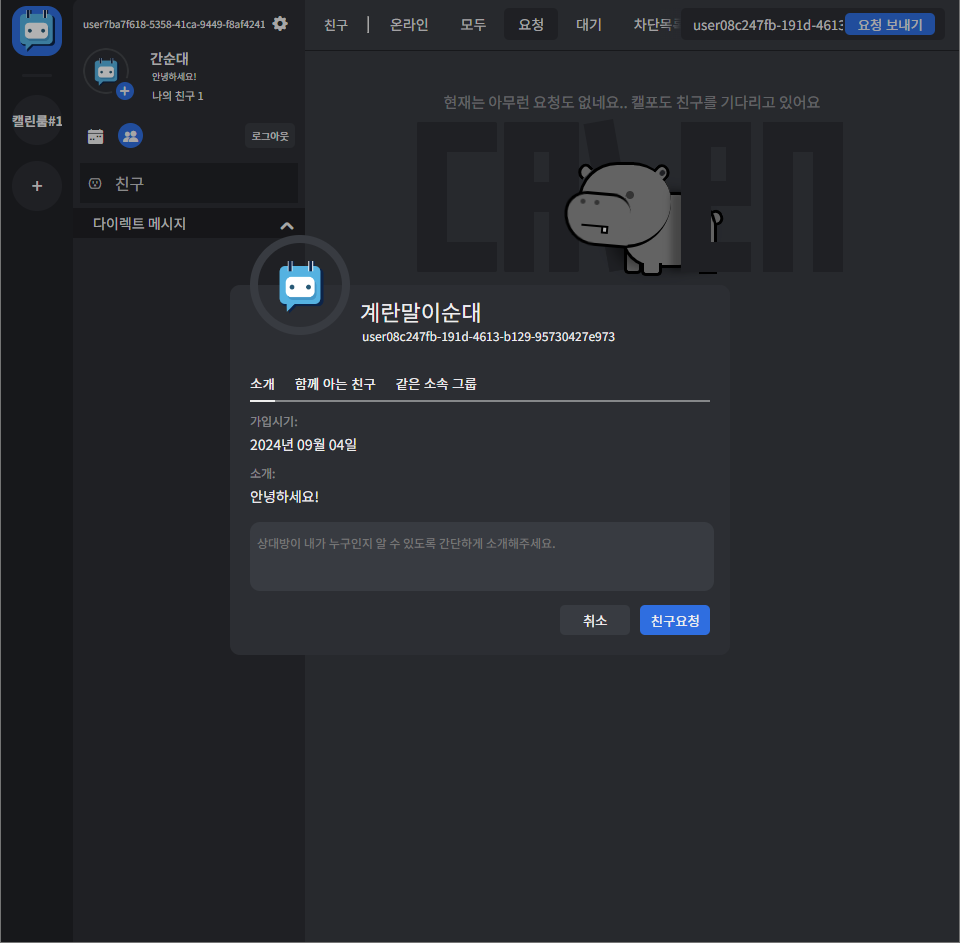 user7ba7f618-5358-41ca-9449-f8af4241
친구 | 온라인 모두 요청 대기 차단목록 user08c247fb-191d-4613 요청 보내기
간순대
안녕하세요!
나의 친구 1
캘린룸#1
로그아웃
+
친구
다이렉트 메시지
현재는 아무런 요청도 없네요.. 캘포도 친구를 기다리고 있어요
CALEN
계란말이순대
user08c247fb-191d-4613-b129-95730427e973
소개 함께 아는 친구 같은 소속 그룹
가입시기:
2024년 09월 04일
소개:
안녕하세요!
상대방이 내가 누구인지 알 수 있도록 간단하게 소개해주세요.
취소 친구요청